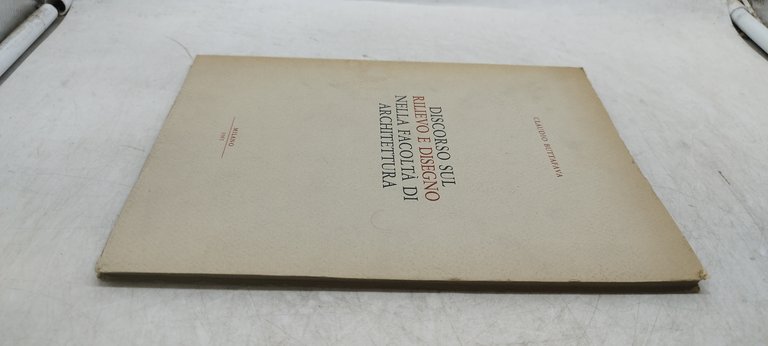 CLAUDIO BUTTAFAVA
DISCORSO SUL
RILIEVO E DISEGNO
NELLA FACOLTÀ DI
ARCHITETTURA
MILANO